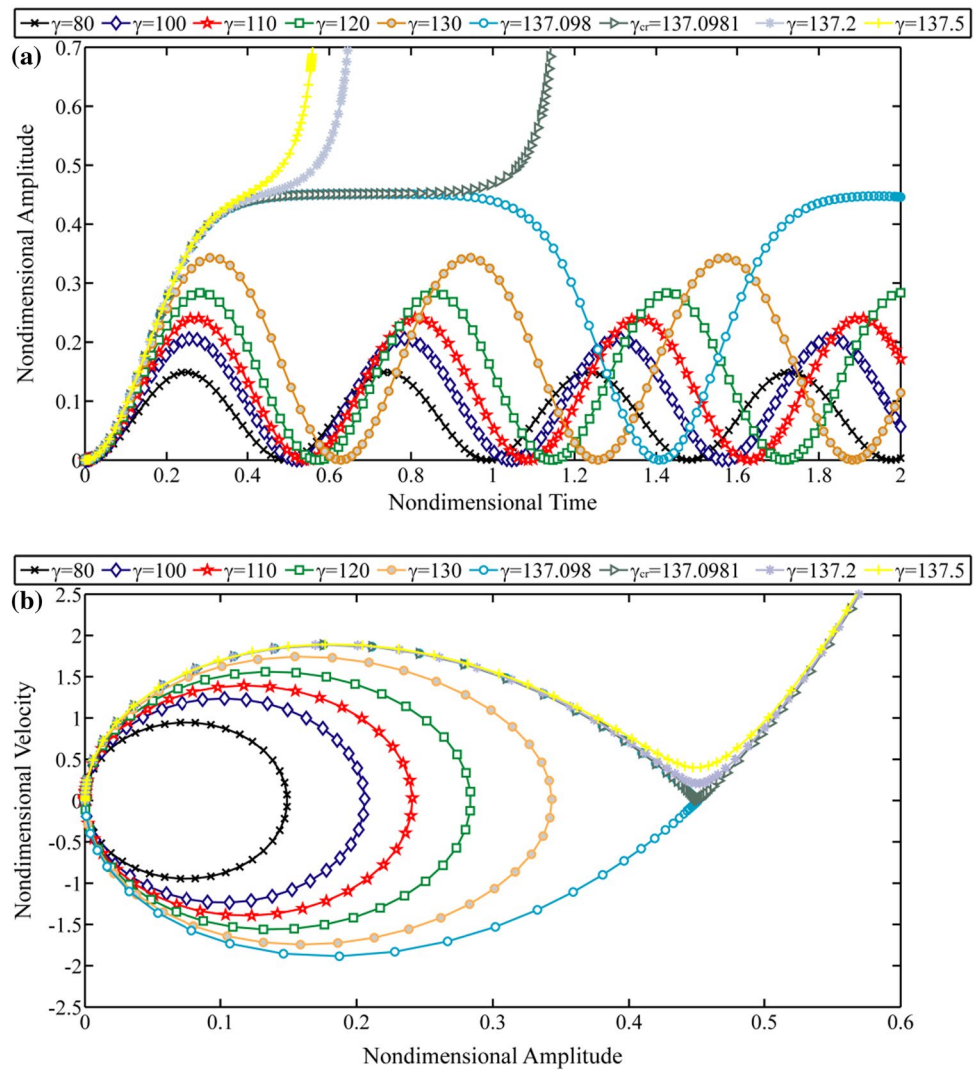 γ=80 γ=100 γ=110 γ=120 γ=130 γ=137.098 γcr=137.0981 γ=137.2 γ=137.5
(a)
0.7
0.6
0.5
0.4
0.3
0.2
0.1
0
Nondimensional Amplitude
0 0.2 0.4 0.6 0.8 1 1.2 1.4 1.6 1.8 2
Nondimensional Time
γ=80 γ=100 γ=110 γ=120 γ=130 γ=137.098 γcr=137.0981 γ=137.2 γ=137.5
(b)
2.5
2
1.5
1
0.5
0
-0.5
-1
-1.5
-2
-2.5
Nondimensional Velocity
0 0.1 0.2 0.3 0.4 0.5 0.6
Nondimensional Amplitude